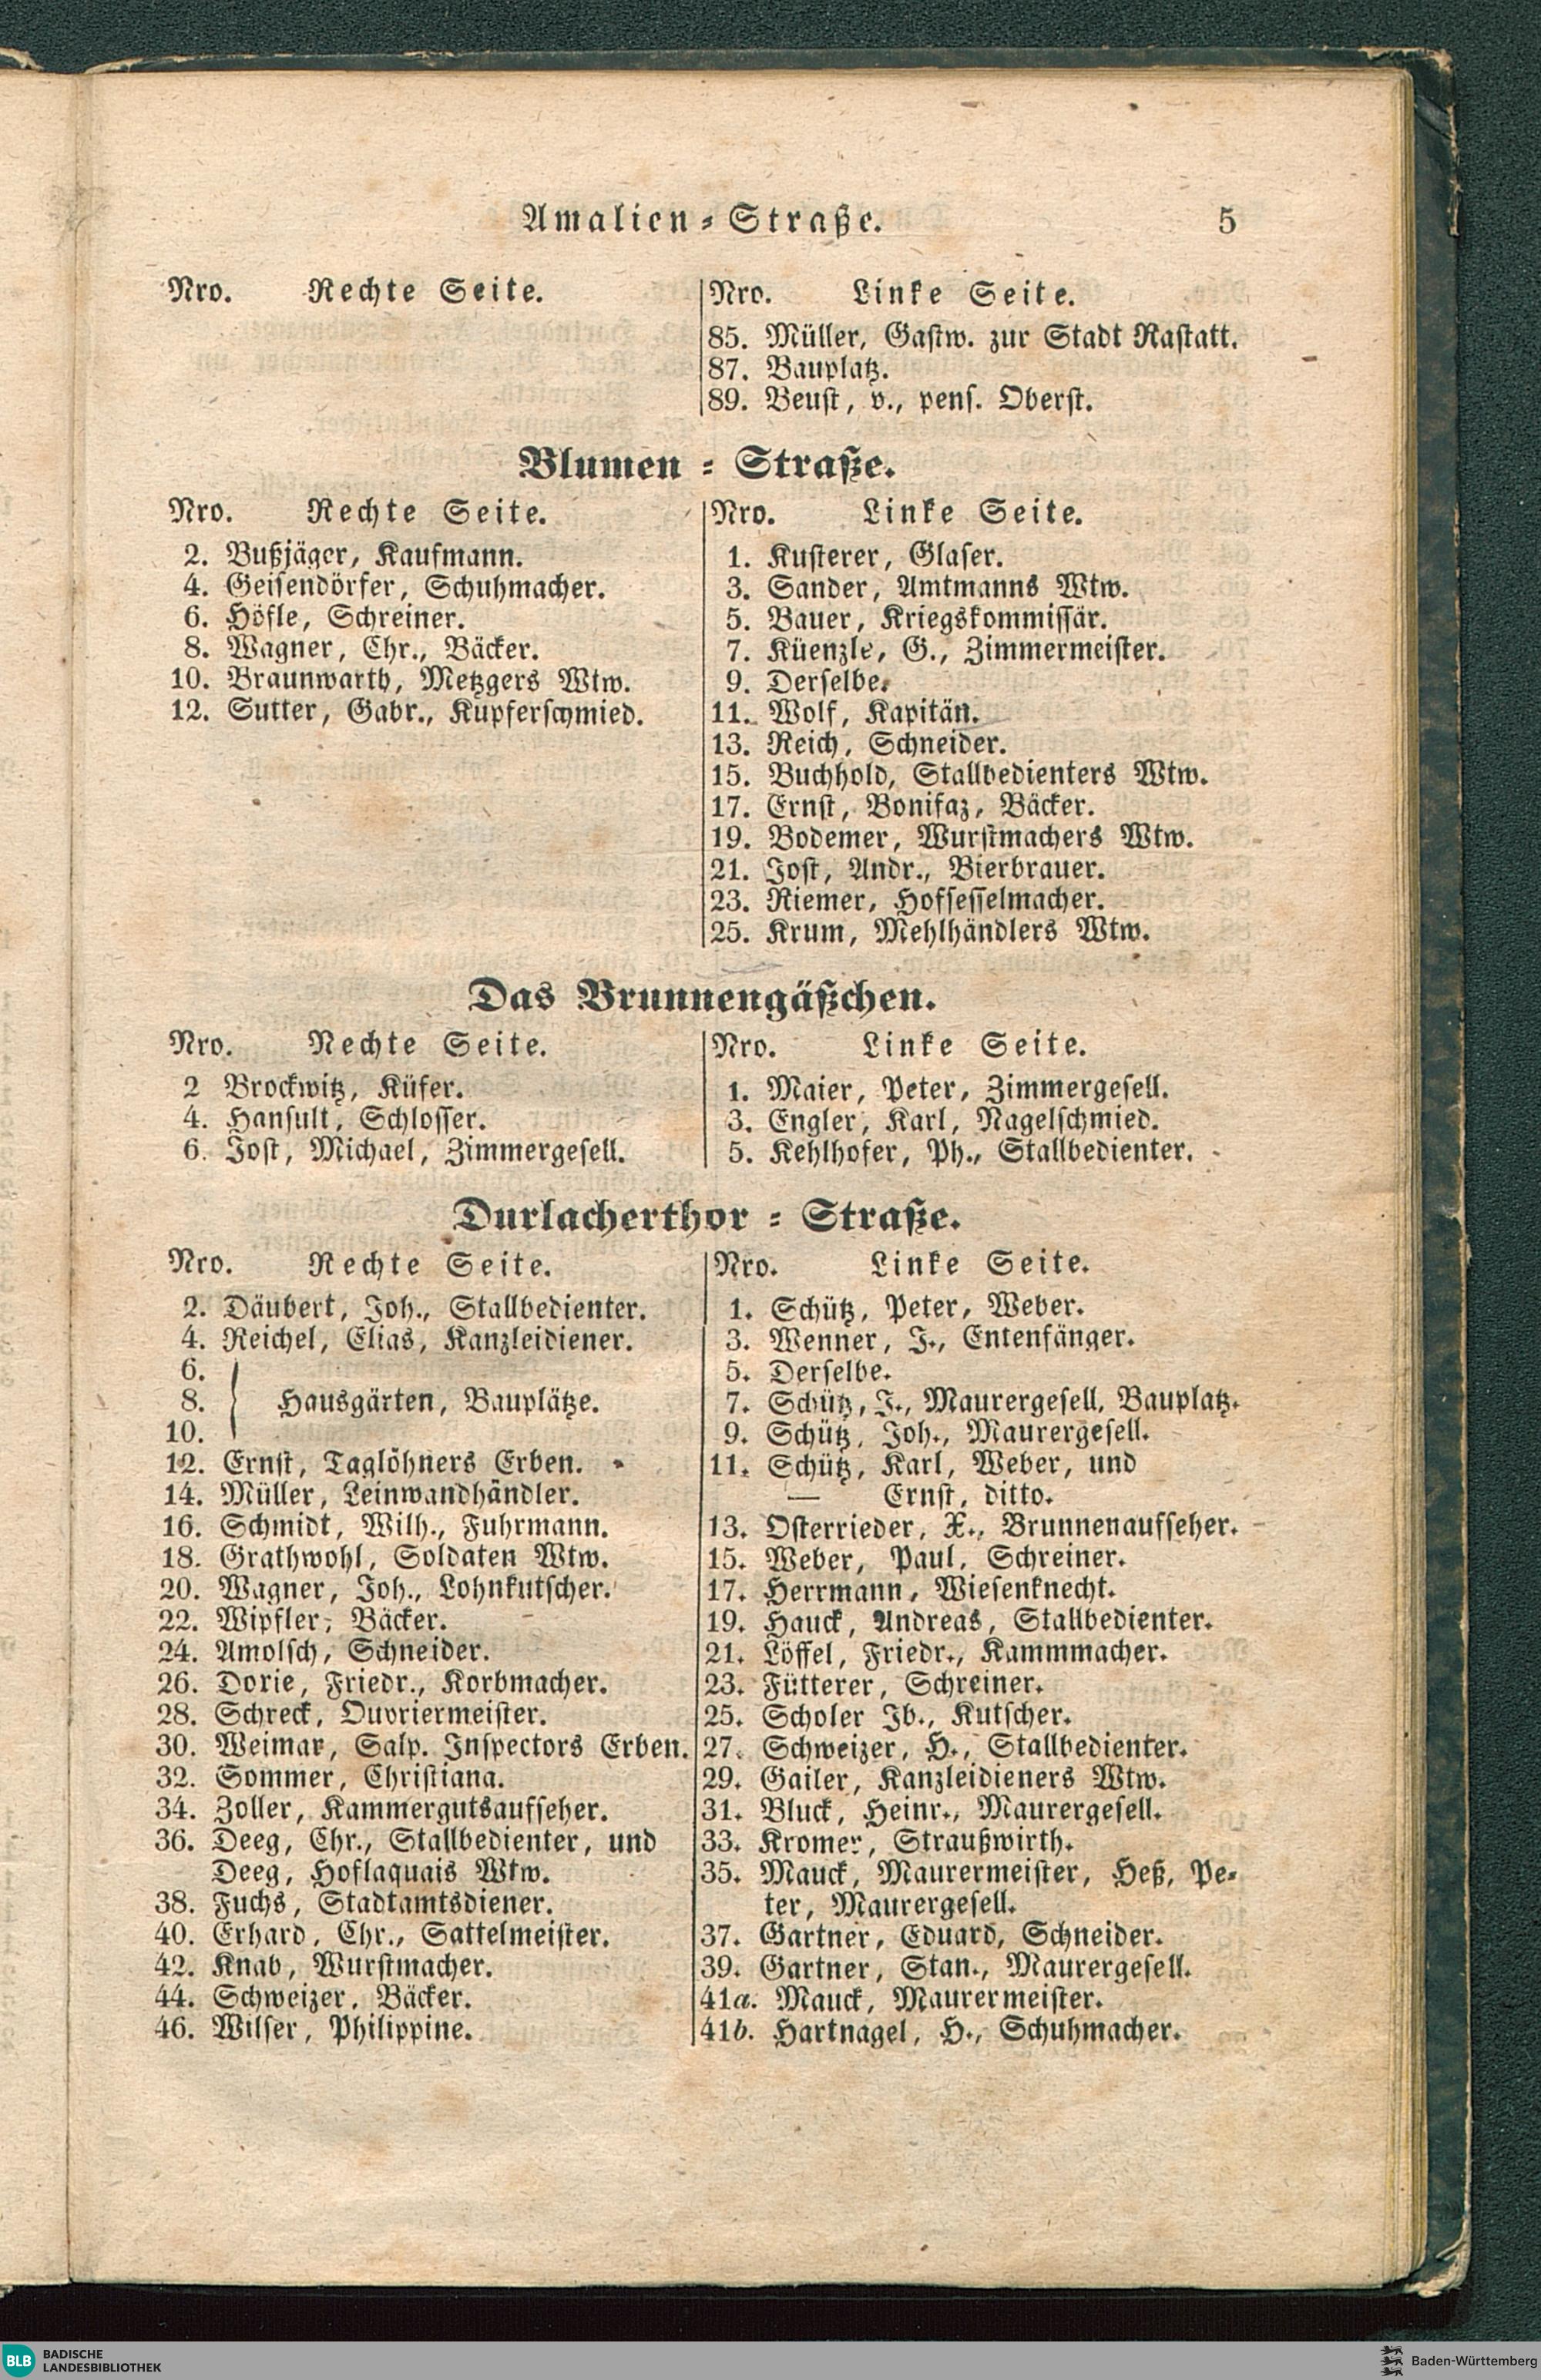 Amalien-Straße. 5
Nro. Rechte Seite.
Nro. Linke Seite.
85. Müller, Gastw. zur Stadt Rastatt.
87. Bauplatz.
89. Beust, v., pens. Oberst.
Blumen-Straße.
Nro. Rechte Seite.
2. Bußjäger, Kaufmann.
4. Geisendörfer, Schuhmacher.
6. Höfle, Schreiner.
8. Wagner, Chr., Bäcker.
10. Braunwarth, Metzgers Wtw.
12. Sutter, Gabr., Kupferschmied.
Nro. Linke Seite.
1. Kusterer, Glaser.
3. Sander, Amtmanns Wtw.
5. Bauer, Kriegskommissär.
7. Küenzle, G., Zimmermeister.
9. Derselbe.
11. Wolf, Kapitän.
13. Reich, Schneider.
15. Buchhold, Stallbedienters Wtw.
17. Ernst, Bonifaz, Bäcker.
19. Bodemer, Wurstmachers Wtw.
21. Jost, Andr., Bierbrauer.
23. Riemer, Hofsesselmacher.
25. Krum, Mehlhändlers Wtw.
Das Brunnengäßchen.
Nro. Rechte Seite.
2 Brockwitz, Küfer.
4. Hansult, Schlosser.
6. Jost, Michael, Zimmergesell.
Nro. Linke Seite.
1. Maier, Peter, Zimmergesell.
3. Engler, Karl, Nagelschmied.
5. Kehlhofer, Ph., Stallbedienter.
Durlacherthor-Straße.
Nro. Rechte Seite.
2. Däubert, Joh., Stallbedienter.
4. Reichel, Elias, Kanzleidiener.
6.
8. Hausgärten, Bauplätze.
10.
12. Ernst, Taglöhners Erben.
14. Müller, Leinwandhändler.
16. Schmidt, Wilh., Fuhrmann.
18. Grathwohl, Soldaten Wtw.
20. Wagner, Joh., Lohnkutscher.
22. Wipfler, Bäcker.
24. Amolsch, Schneider.
26. Dorie, Friedr., Korbmacher.
28. Schreck, Ouvriermeister.
30. Weimar, Salp. Inspectors Erben.
32. Sommer, Christiana.
34. Zoller, Kammergutsaufseher.
36. Deeg, Chr., Stallbedienter, und
Deeg, Hoflaquais Wtw.
38. Fuchs, Stadtamtsdiener.
40. Erhard, Chr., Sattelmeister.
42. Knab, Wurstmacher.
44. Schweizer, Bäcker.
46. Wilser, Philippine.
Nro. Linke Seite.
1. Schütz, Peter, Weber.
3. Wenner, J., Entenfänger.
5. Derselbe.
7. Schütz, J., Maurergesell, Bauplatz.
9. Schütz, Joh., Maurergesell.
11. Schütz, Karl, Weber, und
— Ernst, ditto.
13. Osterrieder, X., Brunnenaufseher.
15. Weber, Paul, Schreiner.
17. Herrmann, Wiesenknecht.
19. Hauck, Andreas, Stallbedienter.
21. Löffel, Friedr., Kammmacher.
23. Fütterer, Schreiner.
25. Scholer Jb., Kutscher.
27. Schweizer, H., Stallbedienter.
29. Gailer, Kanzleidieners Wtw.
31. Bluck, Heinr., Maurergesell.
33. Kromer, Straußwirth.
35. Mauck, Maurermeister, Heß, Pe-
ter, Maurergesell.
37. Gartner, Eduard, Schneider.
39. Gartner, Stan., Maurergesell.
41a. Mauck, Maurermeister.
41b. Hartnagel, H., Schuhmacher.
BLB BADISCHE
LANDESBIBLIOTHEK
Baden-Württemberg